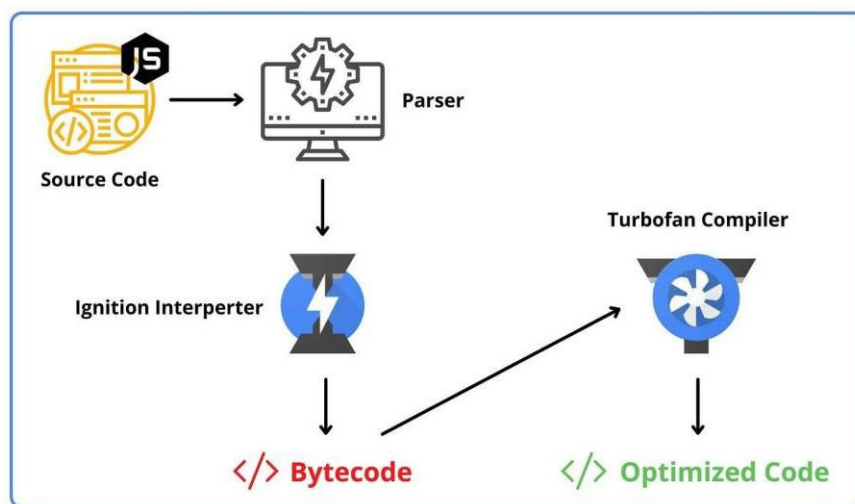 JS
Source Code
Parser
Ignition Interperter
Turbofan Compiler
</> Bytecode
</> Optimized Code